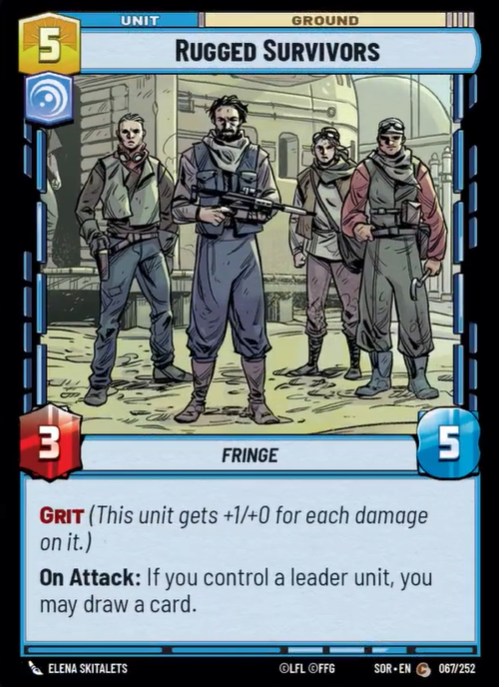 UNIT
GROUND
5
RUGGED SURVIVORS
3
FRINGE
5
GRIT (This unit gets +1/+0 for each damage
on it.)
On Attack: If you control a leader unit, you
may draw a card.
ELENA SKITALETS
©LFL ©FFG
SOR • EN C 067/252